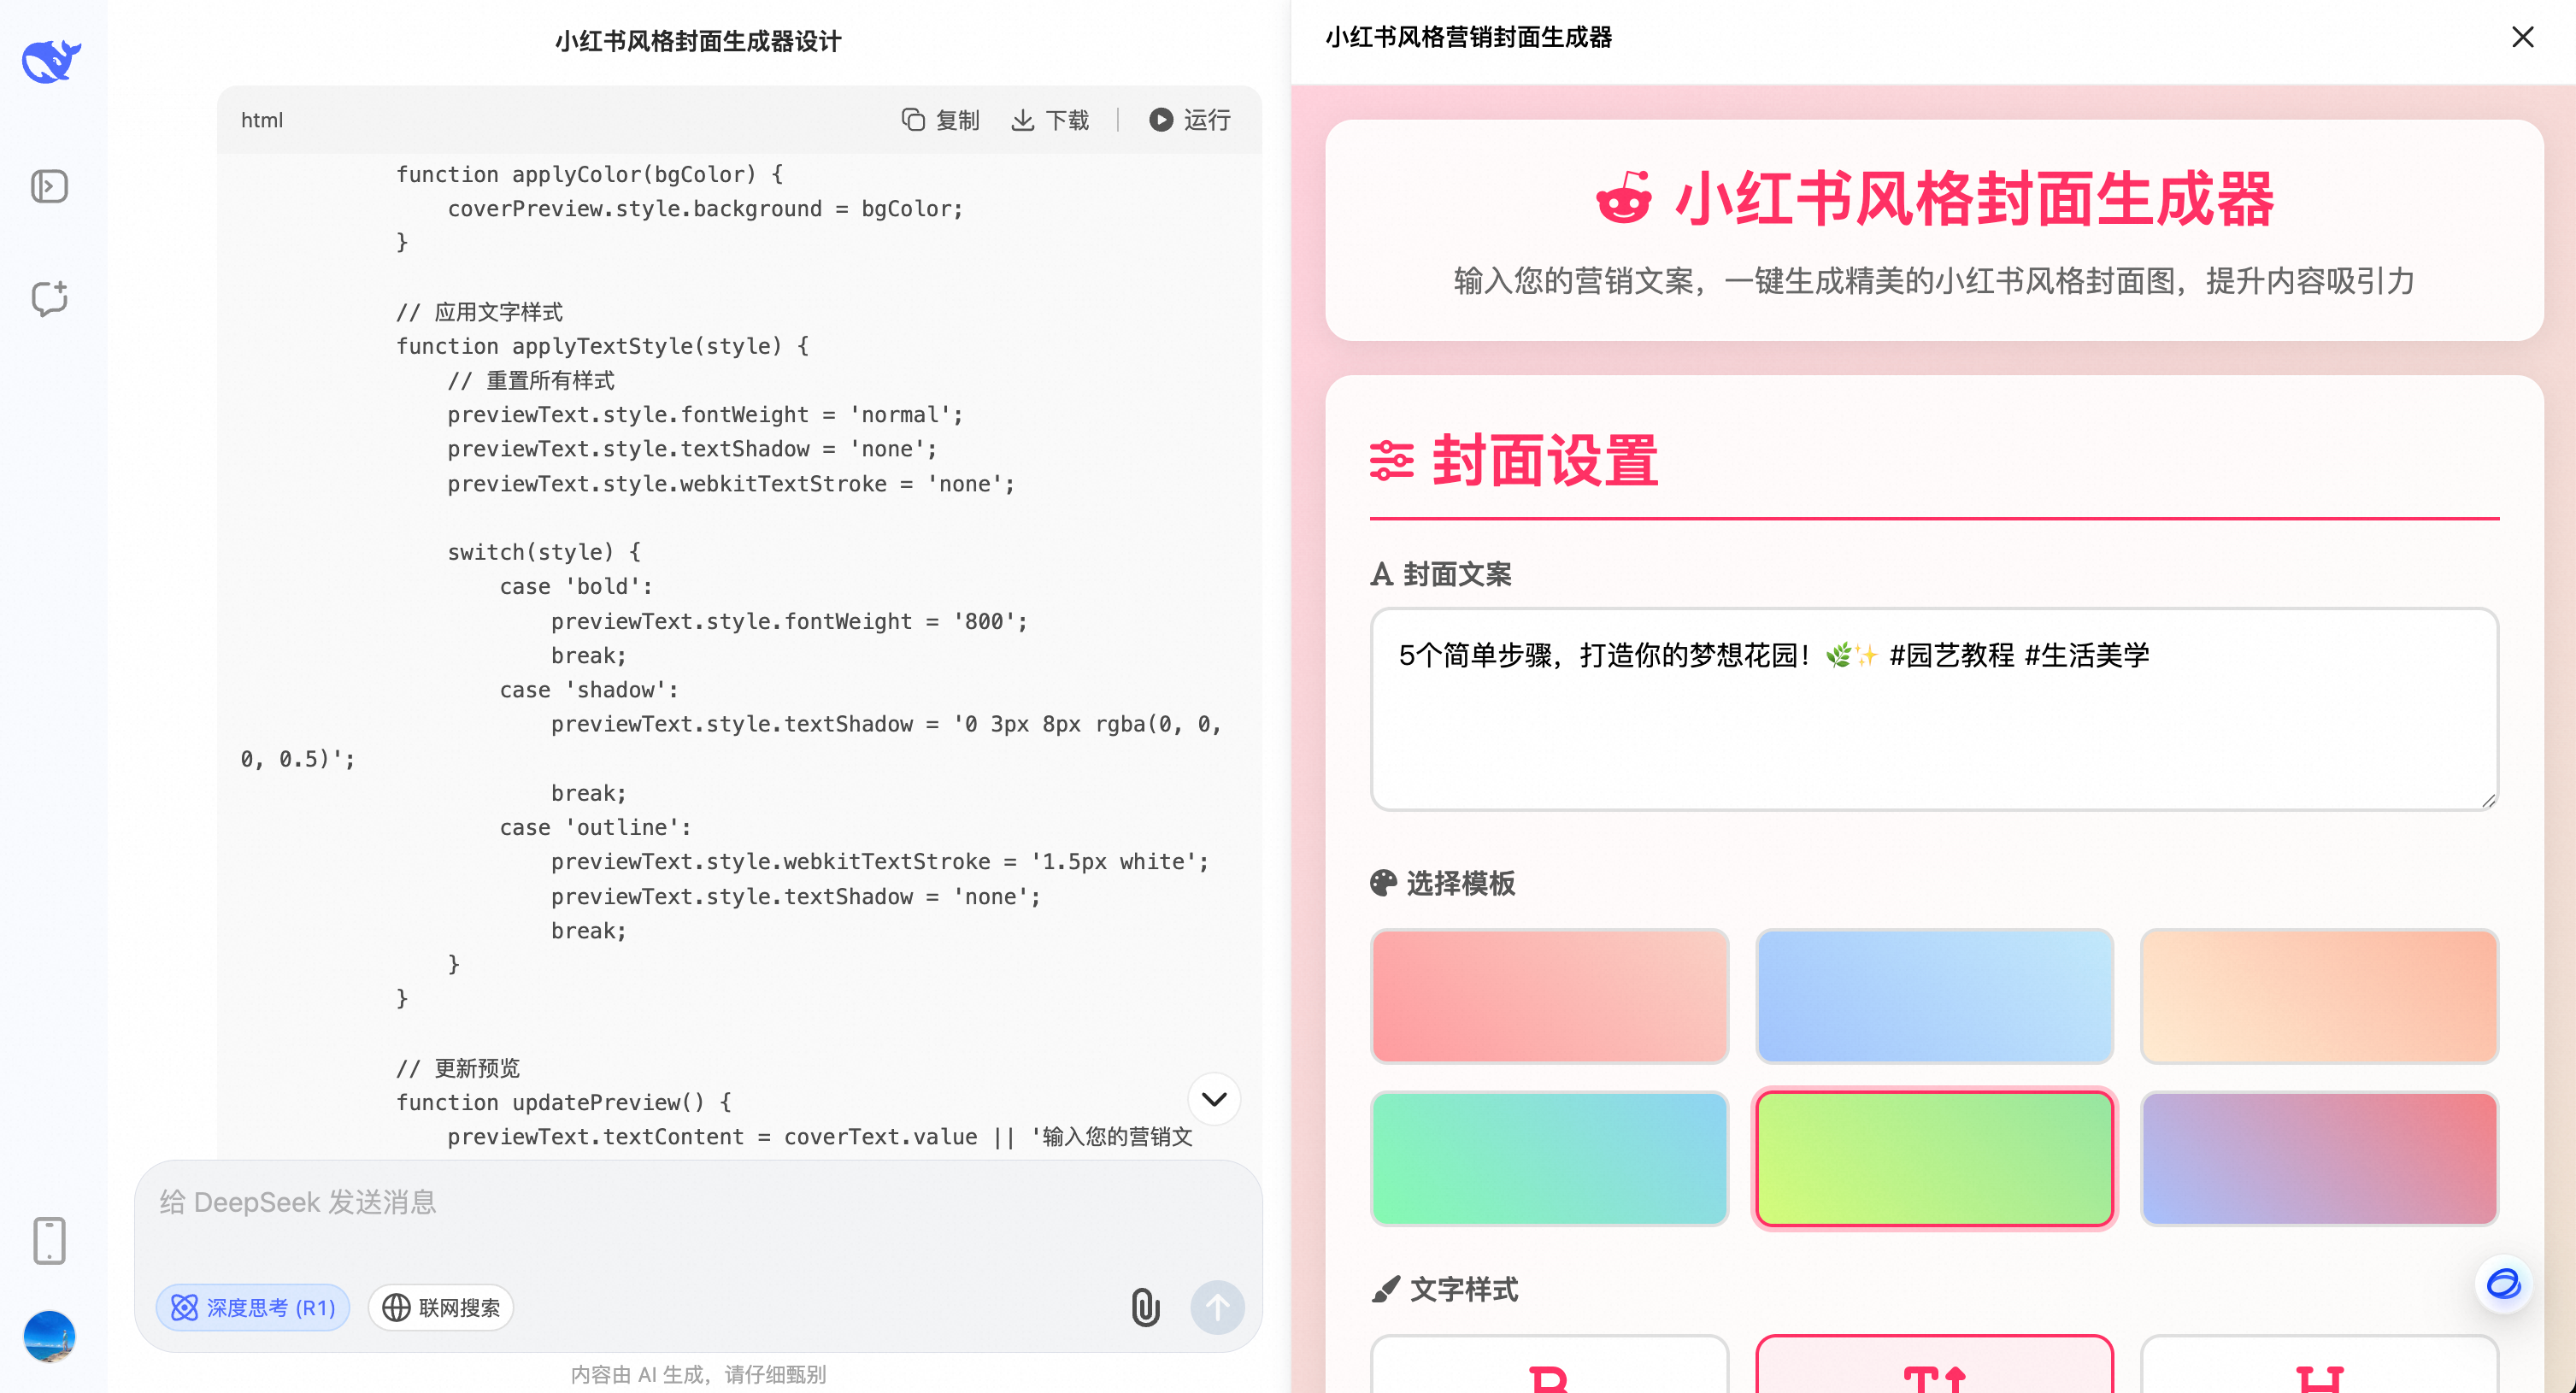 小红书风格封面生成器设计
html
复制
下载
运行
function applyColor(bgColor) {
coverPreview.style.background = bgColor;
}
// 应用文字样式
function applyTextStyle(style) {
// 重置所有样式
previewText.style.fontWeight = 'normal';
previewText.style.textShadow = 'none';
previewText.style.webkitTextStroke = 'none';
switch(style) {
case 'bold':
previewText.style.fontWeight = '800';
break;
case 'shadow':
previewText.style.textShadow = '0 3px 8px rgba(0, 0,
0, 0.5)';
break;
case 'outline':
previewText.style.webkitTextStroke = '1.5px white';
previewText.style.textShadow = 'none';
break;
}
}
// 更新预览
function updatePreview() {
previewText.textContent = coverText.value || '输入您的营销文
给 DeepSeek 发送消息
深度思考 (R1)
联网搜索
内容由 AI 生成，请仔细甄别
小红书风格营销封面生成器
小红书风格封面生成器
输入您的营销文案，一键生成精美的小红书风格封面图，提升内容吸引力
封面设置
封面文案
5个简单步骤，打造你的梦想花园！🌿✨ #园艺教程 #生活美学
选择模板
文字样式